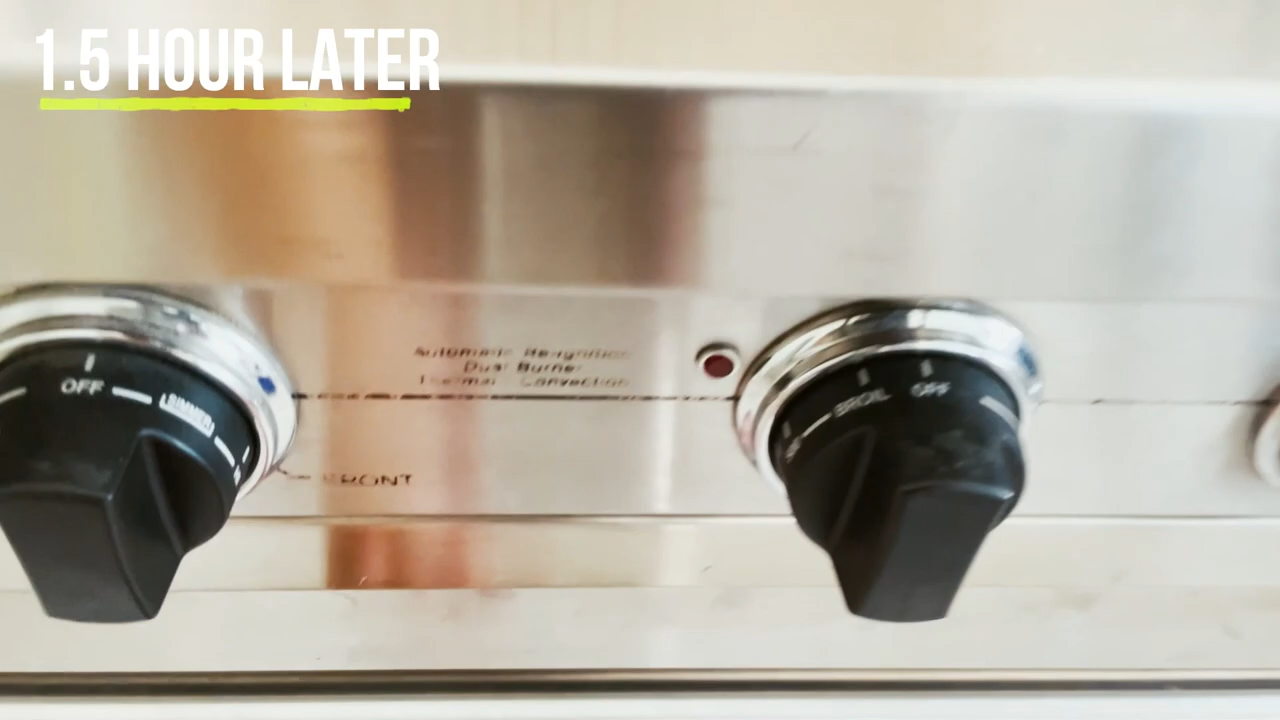 1.5 HOUR LATER
Automatic Re-ignition
Dual Burner
Thermal Convection
OFF
SIMMER
BROIL OFF
FRONT